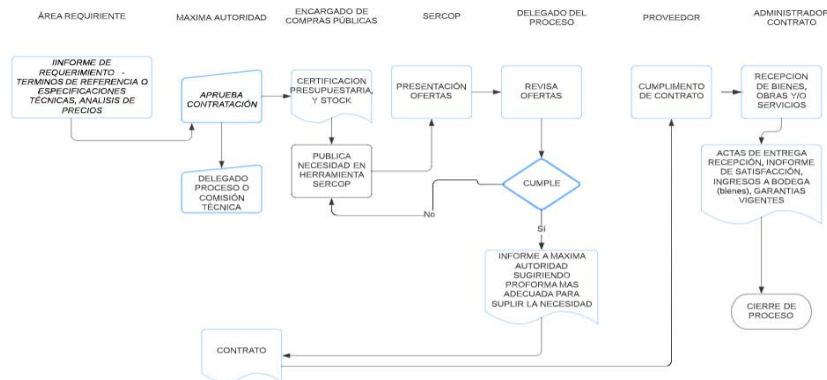 ÁREA REQUIRIENTE
MAXIMA AUTORIDAD
ENCARGADO DE
COMPRAS PÚBLICAS
SERCOP
DELEGADO DEL
PROCESO
PROVEEDOR
ADMINISTRADOR
CONTRATO
IINFORME DE
REQUERIMIENTO -
TERMINOS DE REFERENCIA O
ESPECIFICACIONES
TÉCNICAS, ANALISIS DE
PRECIOS
APRUEBA
CONTRATACIÓN
CERTIFICACION
PRESUPUESTARIA,
Y STOCK
PRESENTACIÓN
OFERTAS
REVISA
OFERTAS
CUMPLIMENTO
DE CONTRATO
RECEPCION
DE BIENES,
OBRAS Y/O
SERVICIOS
DELEGADO
PROCESO O
COMISIÓN
TÉCNICA
PUBLICA
NECESIDAD EN
HERRAMIENTA
SERCOP
CUMPLE
No
Sí
ACTAS DE ENTREGA
RECEPCIÓN, INOFORME
DE SATISFACCIÓN,
INGRESOS A BODEGA
(bienes), GARANTIAS
VIGENTES
INFORME A MAXIMA
AUTORIDAD
SUGIRIENDO
PROFORMA MAS
ADECUADA PARA
SUPLIR LA NECESIDAD
CIERRE DE
PROCESO
CONTRATO